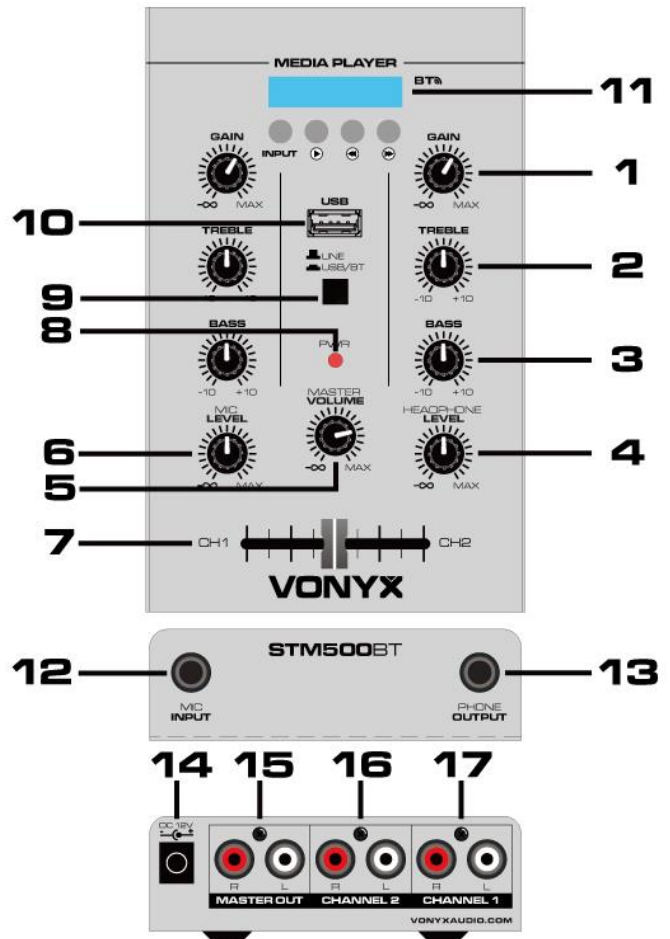 MEDIA PLAYER
BT
11
GAIN
GAIN
INPUT
-∞ MAX
-∞ MAX
1
USB
10
TREBLE
TREBLE
LINE
USB/BT
-10 +10
2
9
8
BASS
BASS
PWR
-10 +10
-10 +10
3
MIC
LEVEL
MASTER
VOLUME
HEADPHONE
LEVEL
6
-∞ MAX
-∞ MAX
-∞ MAX
4
5
7
CH1
CH2
VONYX
STM500BT
12
13
MIC
INPUT
PHONE
OUTPUT
14
15
16
17
DC 12V
- +
R L
R L
R L
MASTER OUT
CHANNEL 2
CHANNEL 1
VONYXAUDIO.COM